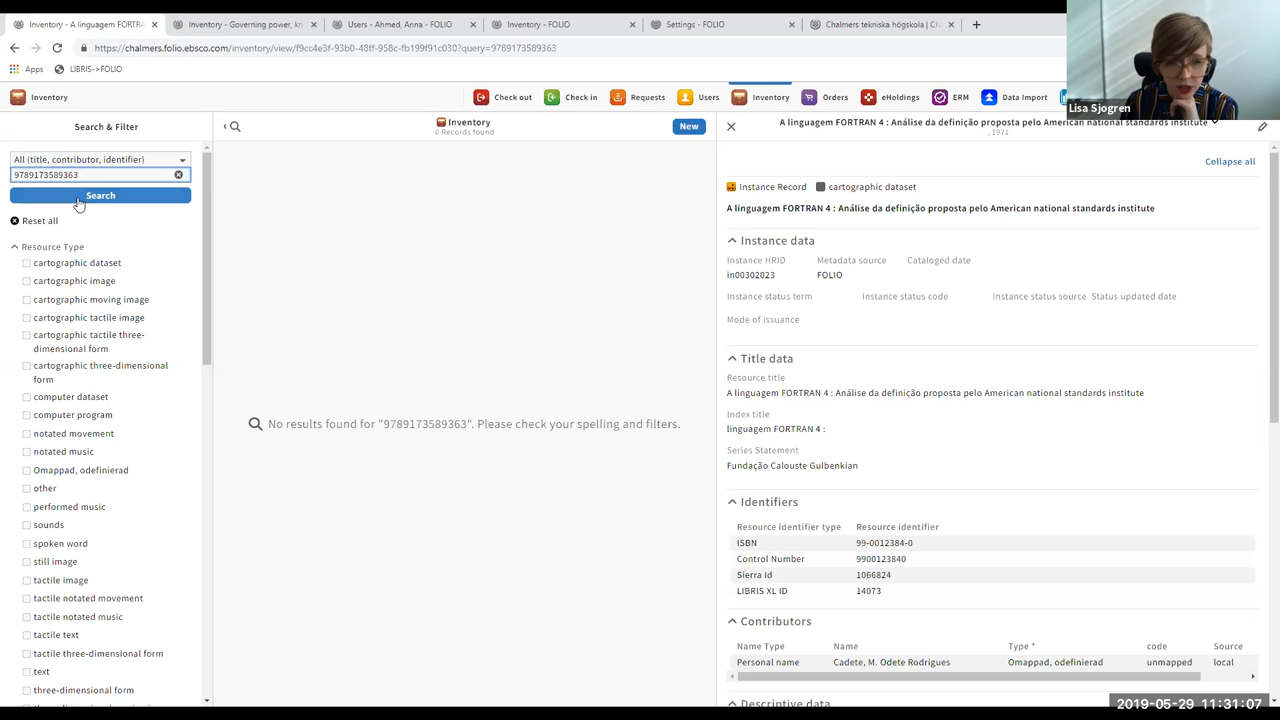 Inventory - A linguagem FORTRA
Inventory - Governing power, kn
Users - Ahmed, Anna - FOLIO
Inventory - FOLIO
Settings - FOLIO
Chalmers tekniska högskola | Ch
https://chalmers.folio.ebsco.com/inventory/view/f9cc4e3f-93b0-48ff-958c-fb199f91c030?query=9789173589363
Apps LIBRIS->FOLIO
Inventory Check out Check in Requests Users Inventory Orders eHoldings ERM Data Import
Lisa Sjogren
Search & Filter
Inventory
0 Records found
New
A linguagem FORTRAN 4 : Análise da definição proposta pelo American national standards institute
, 1971
All (title, contributor, identifier)
9789173589363
Search
Reset all
Resource Type
cartographic dataset
cartographic image
cartographic moving image
cartographic tactile image
cartographic tactile three-
dimensional form
cartographic three-dimensional
form
computer dataset
computer program
notated movement
notated music
Omappad, odefinierad
other
performed music
sounds
spoken word
still image
tactile image
tactile notated movement
tactile notated music
tactile text
tactile three-dimensional form
text
three-dimensional form
No results found for "9789173589363". Please check your spelling and filters.
Collapse all
Instance Record cartographic dataset
A linguagem FORTRAN 4 : Análise da definição proposta pelo American national standards institute
Instance data
Instance HRID Metadata source Cataloged date
in00302023 FOLIO
Instance status term Instance status code Instance status source Status updated date
Mode of issuance
Title data
Resource title
A linguagem FORTRAN 4 : Análise da definição proposta pelo American national standards institute
Index title
linguagem FORTRAN 4 :
Series Statement
Fundação Calouste Gulbenkian
Identifiers
Resource identifier type Resource identifier
ISBN 99-0012384-0
Control Number 9900123840
Sierra Id 1066824
LIBRIS XL ID 14073
Contributors
Name Type Name Type * code Source
Personal name Cadete, M. Odete Rodrigues Omappad, odefinierad unmapped local
Descriptive data
2019-05-29 11:31:07